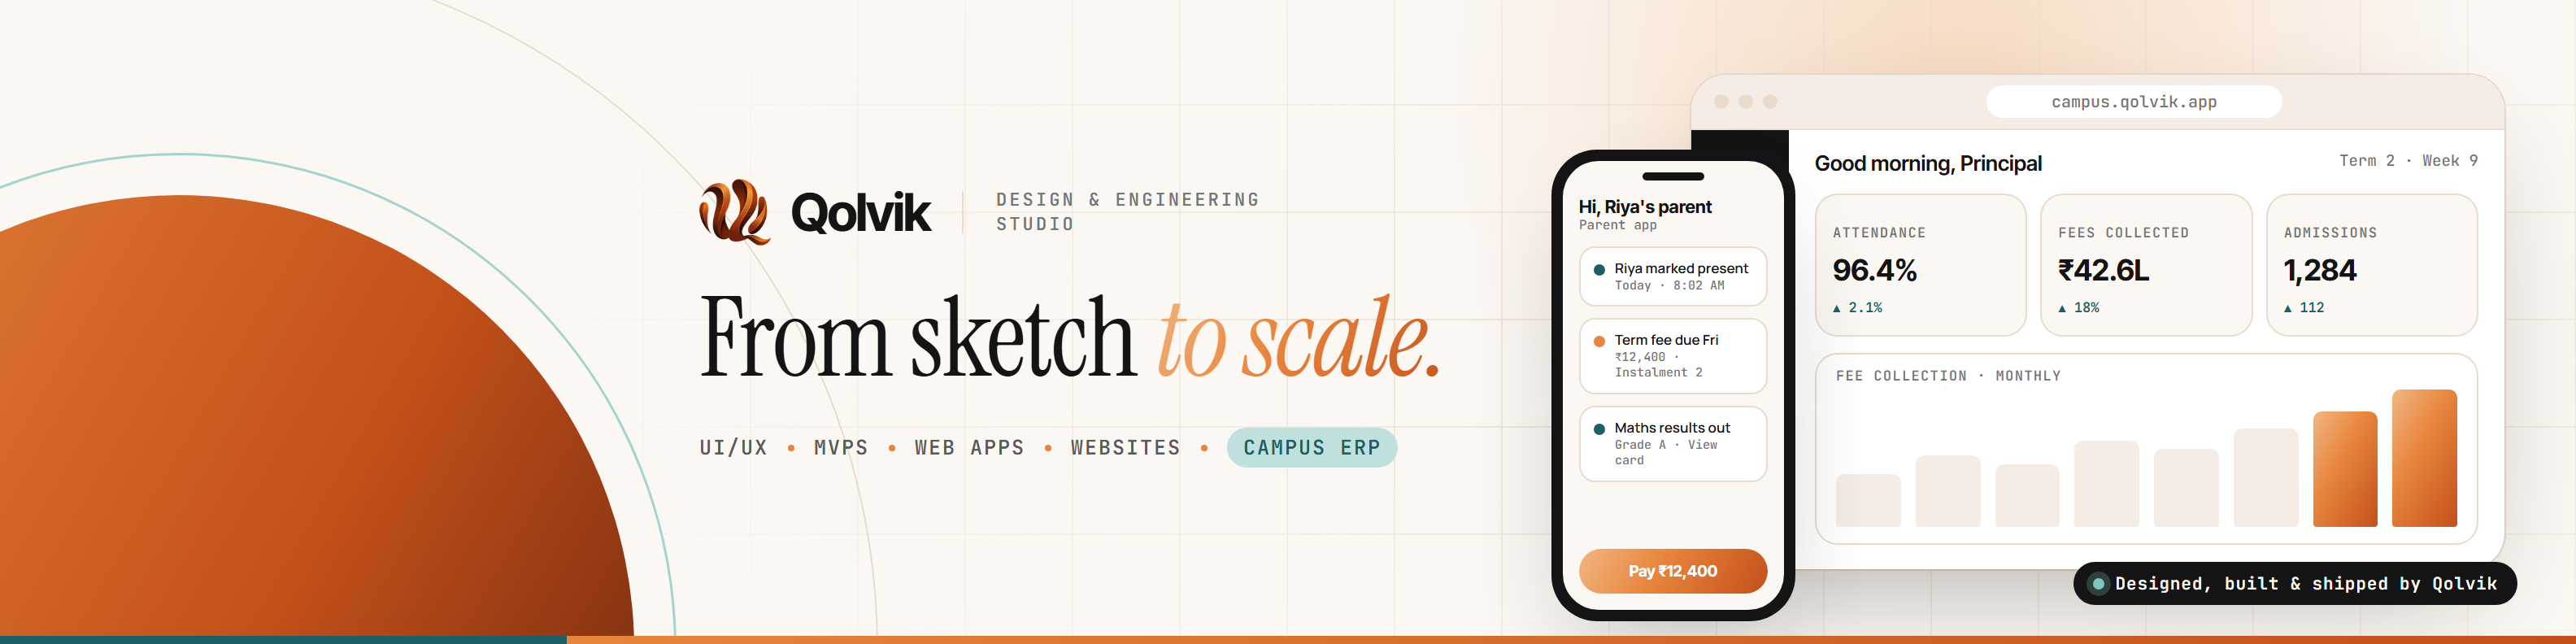 Qolvik
DESIGN & ENGINEERING
STUDIO
From sketch to scale.
UI/UX • MVPS • WEB APPS • WEBSITES • CAMPUS ERP
Hi, Riya's parent
Parent app
Riya marked present
Today · 8:02 AM
Term fee due Fri
₹12,400 ·
Instalment 2
Maths results out
Grade A · View
card
Pay ₹12,400
campus.qolvik.app
Good morning, Principal
Term 2 · Week 9
ATTENDANCE
96.4%
▲ 2.1%
FEES COLLECTED
₹42.6L
▲ 18%
ADMISSIONS
1,284
▲ 112
FEE COLLECTION · MONTHLY
Designed, built & shipped by Qolvik